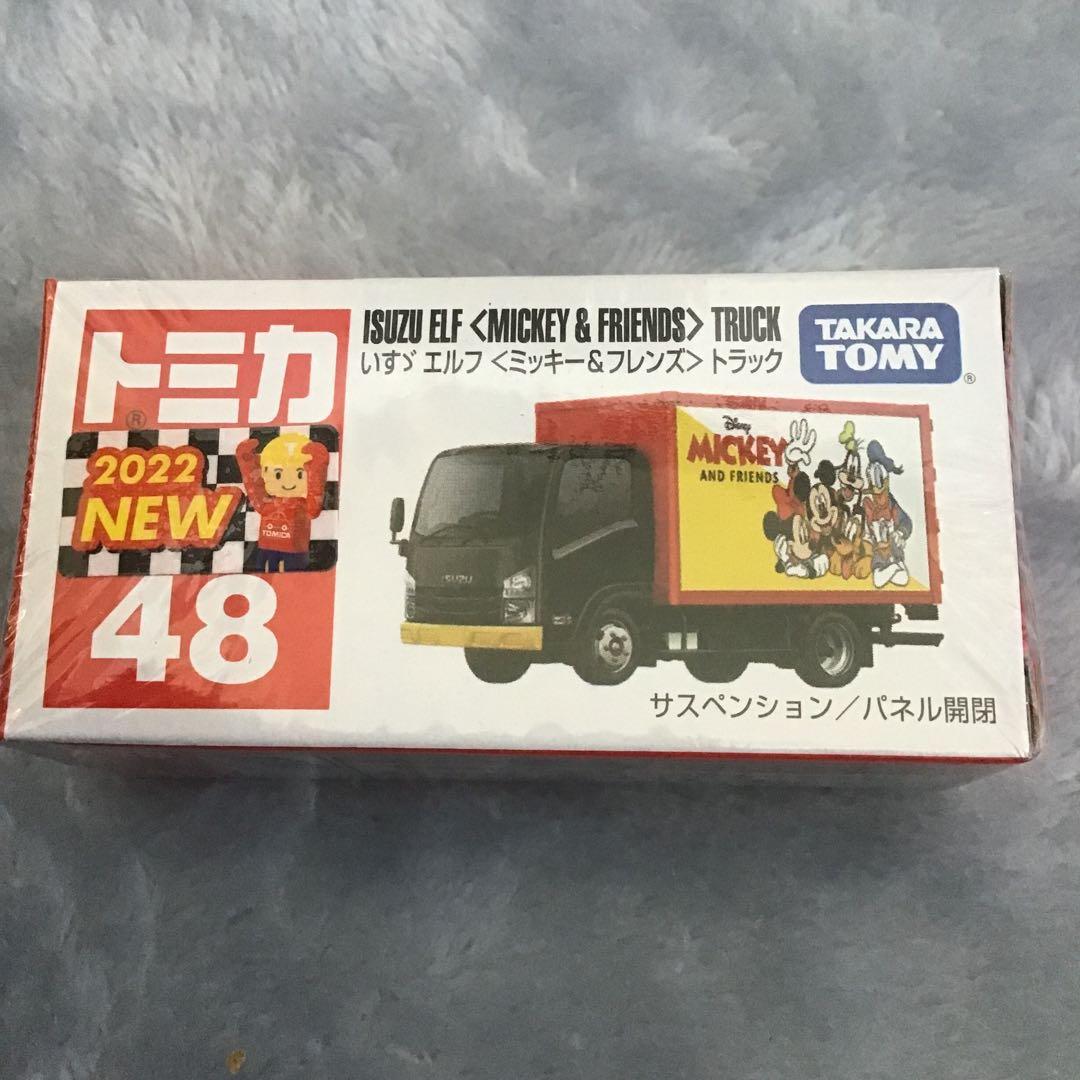 トミカ
®
2022
NEW
TOMICA
48
ISUZU ELF <MICKEY & FRIENDS> TRUCK
いすゞ エルフ <ミッキー&フレンズ> トラック
TAKARA
TOMY
®
Disney
MICKEY
AND FRIENDS
ISUZU
サスペンション/パネル開閉